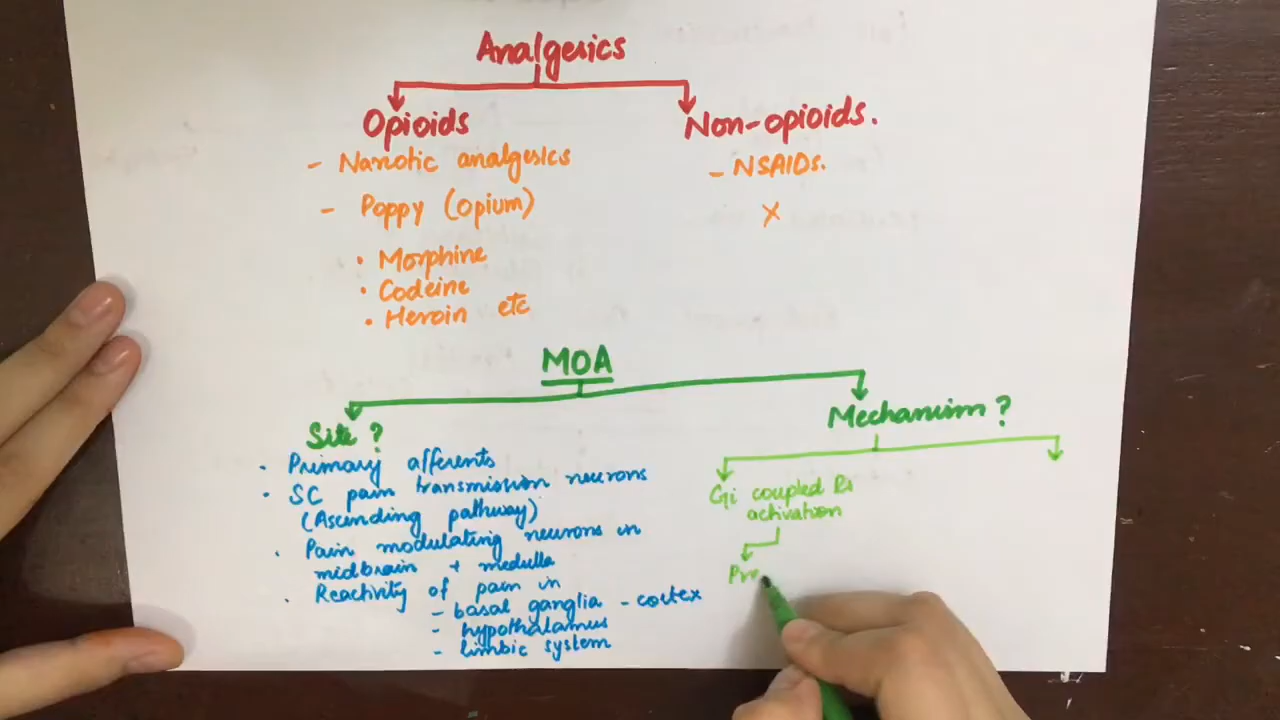 Analgesics
Opioids
- Narcotic analgesics
- Poppy (opium)
• Morphine
• Codeine
• Heroin etc
Non-opioids.
- NSAIDs.
X
MOA
Site ?
• Primary afferents
• SC pain transmission neurons
(Ascending pathway)
• Pain modulating neurons in
midbrain + medulla
• Reactivity of pain in
- basal ganglia - cortex
- hypothalamus
- limbic system
Mechanism ?
Gi coupled Rs
activation
Pre